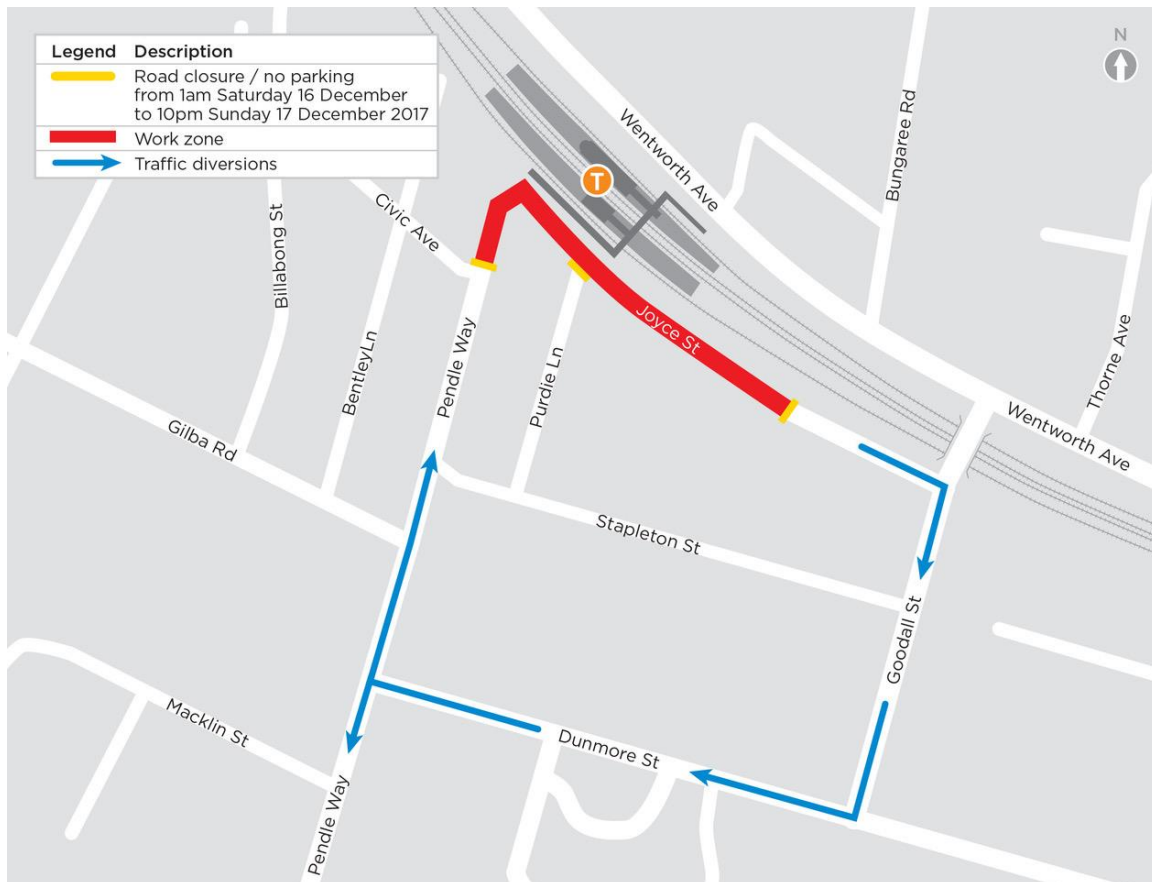 Legend Description
Road closure / no parking
from 1am Saturday 16 December
to 10pm Sunday 17 December 2017
Work zone
Traffic diversions
N
Wentworth Ave
Bungaree Rd
T
Civic Ave
Billabong St
Joyce St
Thorne Ave
BentleyLn
Pendle Way
Purdie Ln
Wentworth Ave
Gilba Rd
Stapleton St
Goodall St
Macklin St
Dunmore St
Pendle Way